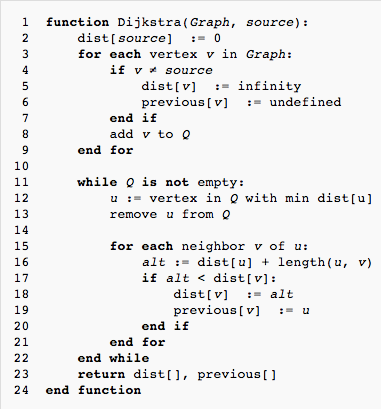 1 function Dijkstra(Graph, source):
2 dist[source] := 0
3 for each vertex v in Graph:
4 if v ≠ source
5 dist[v] := infinity
6 previous[v] := undefined
7 end if
8 add v to Q
9 end for
10
11 while Q is not empty:
12 u := vertex in Q with min dist[u]
13 remove u from Q
14
15 for each neighbor v of u:
16 alt := dist[u] + length(u, v)
17 if alt < dist[v]:
18 dist[v] := alt
19 previous[v] := u
20 end if
21 end for
22 end while
23 return dist[], previous[]
24 end function